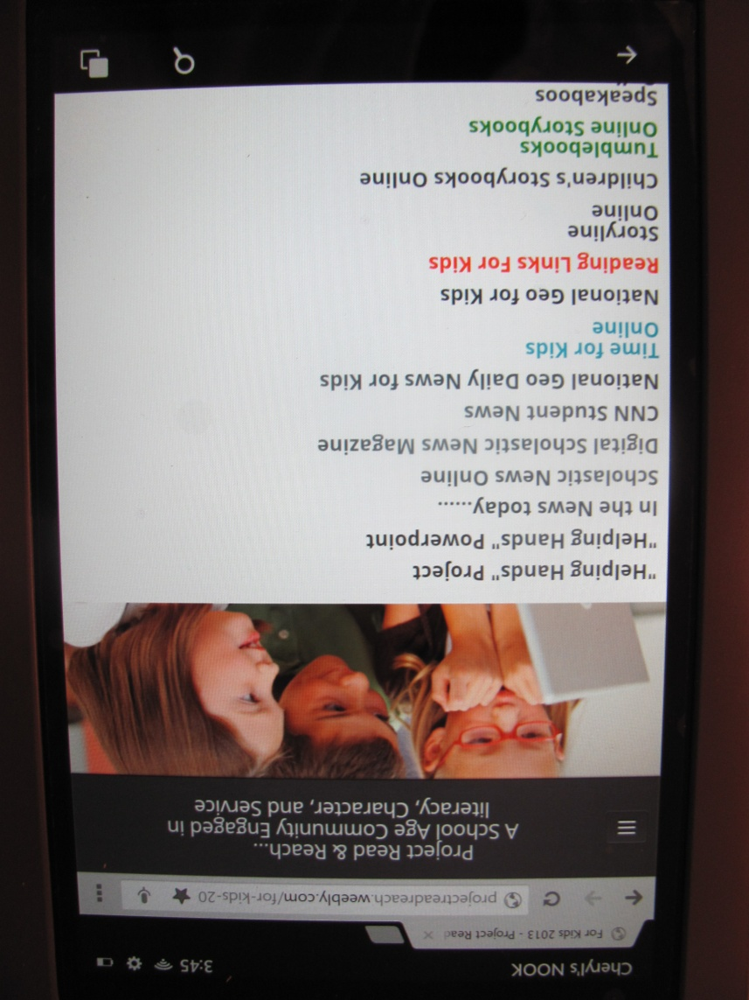 Cheryl's NOOK
3:45
For Kids 2013 - Project Read
projectreadreach.weebly.com/for-kids-20
Project Read & Reach...
A School Age Community Engaged in
literacy, Character, and Service
"Helping Hands" Project
"Helping Hands" Powerpoint
In the News today......
Scholastic News Online
Digital Scholastic News Magazine
CNN Student News
National Geo Daily News for Kids
Time for Kids
Online
National Geo for Kids
Reading Links For Kids
Storyline
Online
Children's Storybooks Online
Tumblebooks
Online Storybooks
Speakaboos